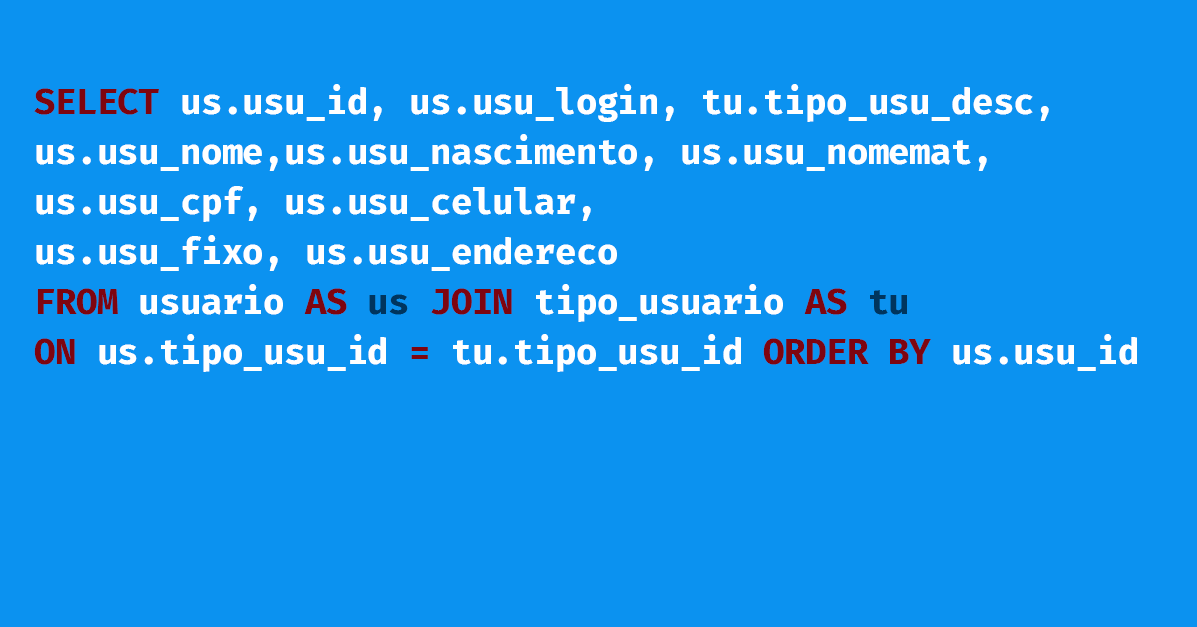 SELECT us.usu_id, us.usu_login, tu.tipo_usu_desc,
us.usu_nome,us.usu_nascimento, us.usu_nomemat,
us.usu_cpf, us.usu_celular,
us.usu_fixo, us.usu_endereco
FROM usuario AS us JOIN tipo_usuario AS tu
ON us.tipo_usu_id = tu.tipo_usu_id ORDER BY us.usu_id